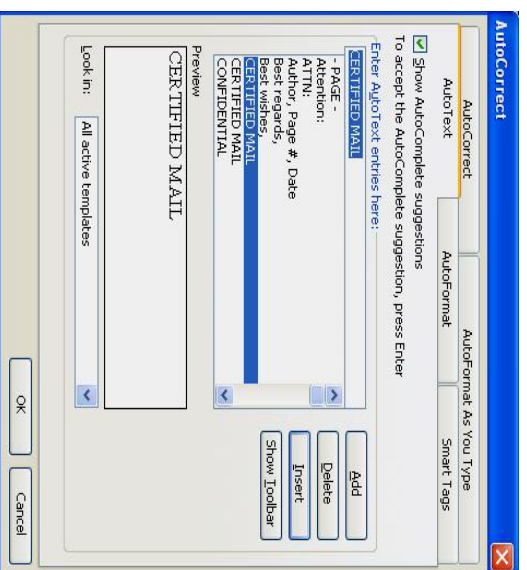 AutoCorrect
AutoCorrect
AutoFormat As You Type
AutoText
AutoFormat
Smart Tags
Show AutoComplete suggestions
To accept the AutoComplete suggestion, press Enter
Enter AutoText entries here:
CERTIFIED MAIL
Add
- PAGE -
Attention:
ATTN:
Author, Page #, Date
Best regards,
Best wishes,
CERTIFIED MAIL
CERTIFIED MAIL
CONFIDENTIAL
Delete
Insert
Show Toolbar
Preview
CERTIFIED MAIL
Look in:
All active templates
OK
Cancel